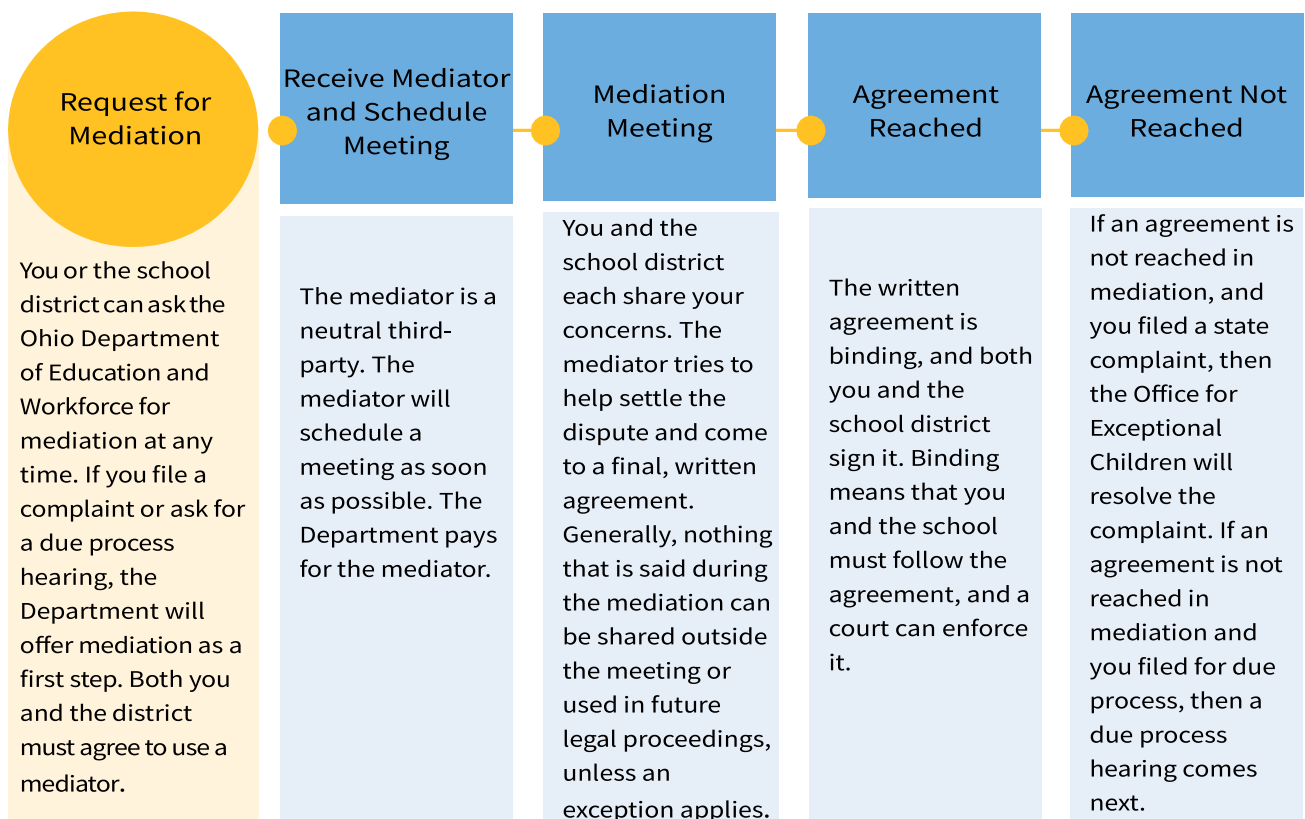 Request for
Mediation
You or the school
district can ask the
Ohio Department
of Education and
Workforce for
mediation at any
time. If you file a
complaint or ask for
a due process
hearing, the
Department will
offer mediation as a
first step. Both you
and the district
must agree to use a
mediator.
Receive Mediator
and Schedule
Meeting
The mediator is a
neutral third-
party. The
mediator will
schedule a
meeting as soon
as possible. The
Department pays
for the mediator.
Mediation
Meeting
You and the
school district
each share your
concerns. The
mediator tries to
help settle the
dispute and come
to a final, written
agreement.
Generally, nothing
that is said during
the mediation can
be shared outside
the meeting or
used in future
legal proceedings,
unless an
exception applies.
Agreement
Reached
The written
agreement is
binding, and both
you and the
school district
sign it. Binding
means that you
and the school
must follow the
agreement, and a
court can enforce
it.
Agreement Not
Reached
If an agreement is
not reached in
mediation, and
you filed a state
complaint, then
the Office for
Exceptional
Children will
resolve the
complaint. If an
agreement is not
reached in
mediation and
you filed for due
process, then a
due process
hearing comes
next.